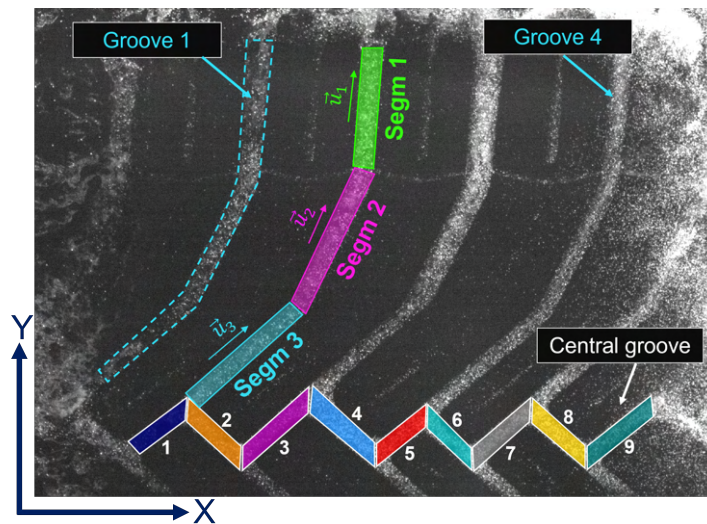 Groove 1
Groove 4
u⃗₁
Segm 1
u⃗₂
Segm 2
u⃗₃
Segm 3
Central groove
Y
1
2
3
4
5
6
7
8
9
X